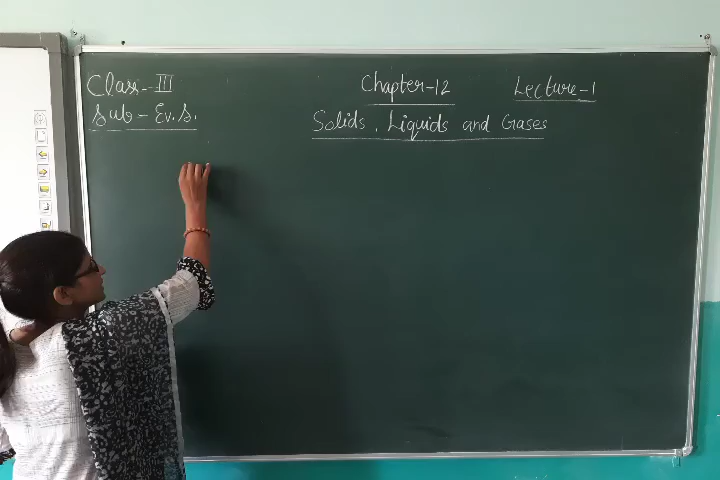 Class-III
Sub - Ev.S.
Chapter-12
Lecture-1
Solids, Liquids and Gases